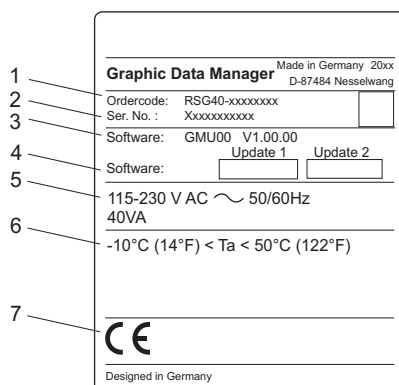 Graphic Data Manager Made in Germany 20xx
D-87484 Nesselwang
1 Ordercode: RSG40-xxxxxxxx
2 Ser. No. : Xxxxxxxxxxx
3 Software: GMU00 V1.00.00
Update 1 Update 2
4 Software:
5 115-230 V AC 50/60Hz
40VA
6 -10°C (14°F) < Ta < 50°C (122°F)
7 CE
Designed in Germany